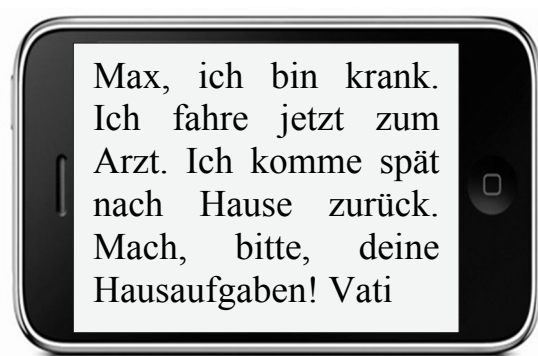 Max, ich bin krank.
Ich fahre jetzt zum
Arzt. Ich komme spät
nach Hause zurück.
Mach, bitte, deine
Hausaufgaben! Vati